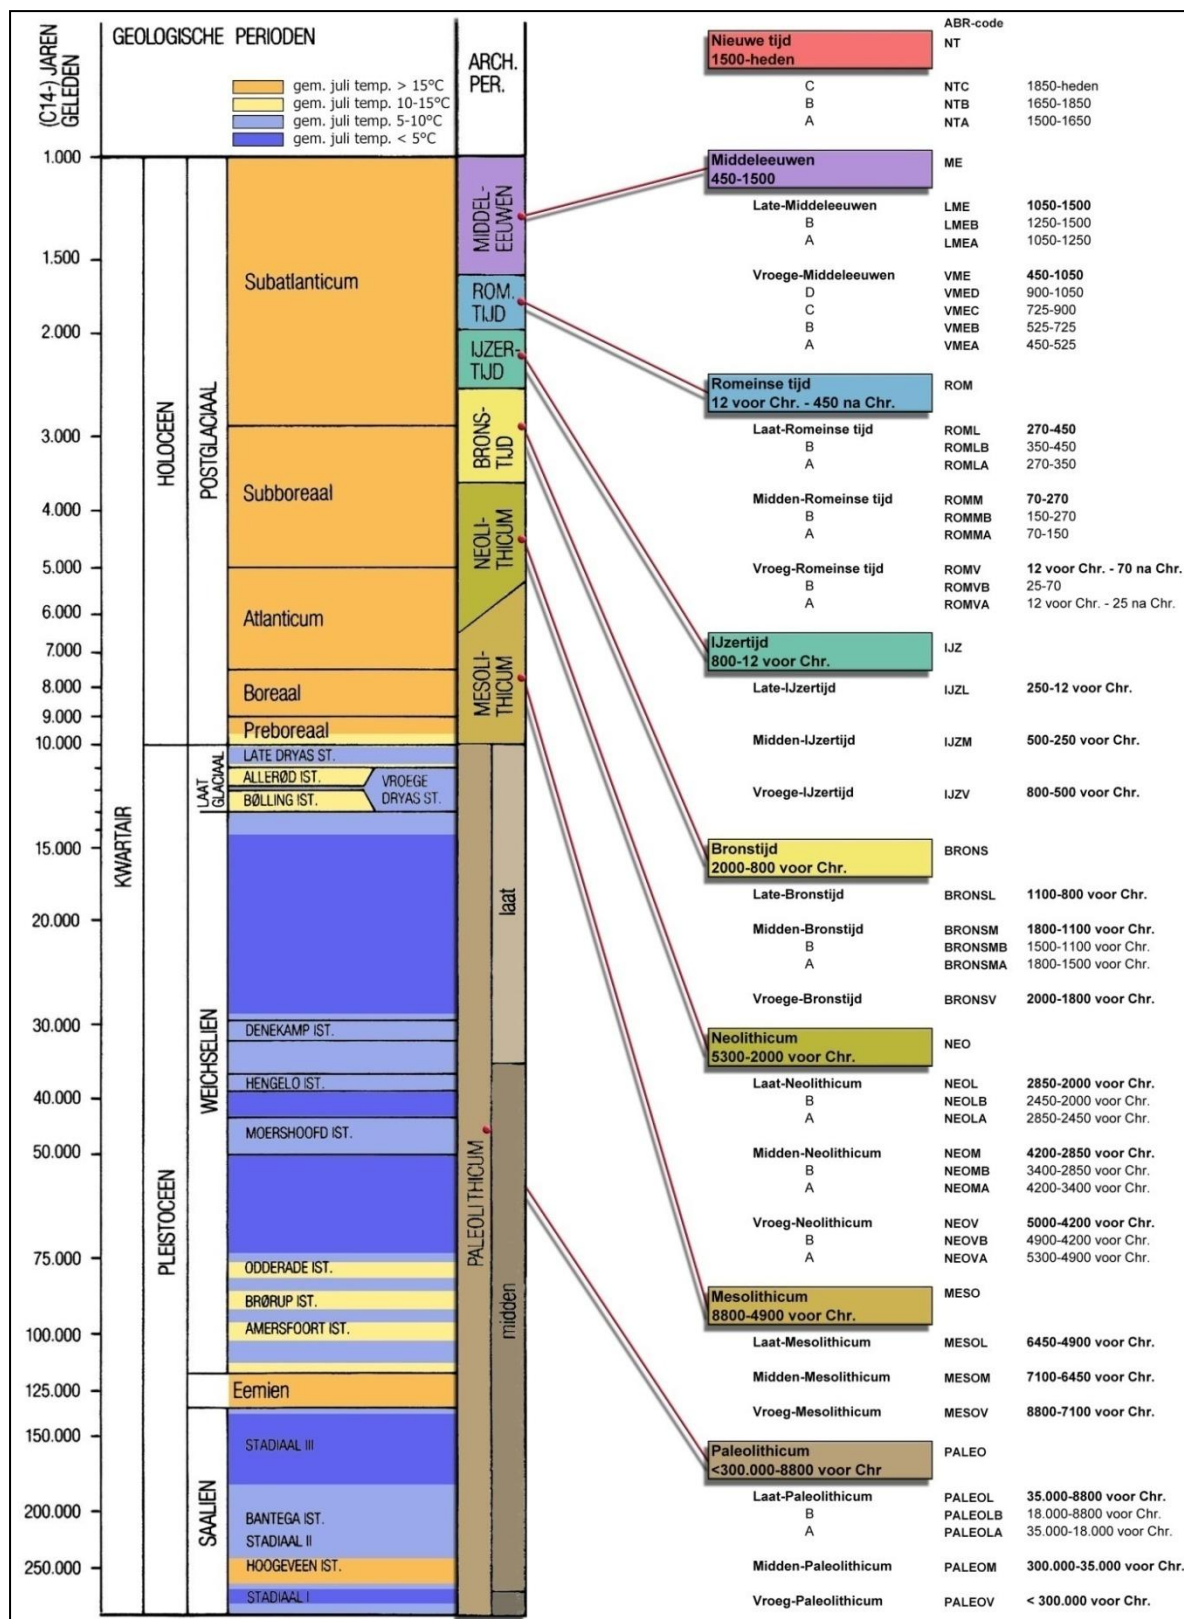 (C14-) JAREN GELEDEN
GEOLOGISCHE PERIODEN
gem. juli temp. > 15°C
gem. juli temp. 10-15°C
gem. juli temp. 5-10°C
gem. juli temp. < 5°C
ARCH.
PER.
1.000
1.500
2.000
3.000
4.000
5.000
6.000
7.000
8.000
9.000
10.000
15.000
20.000
30.000
40.000
50.000
75.000
100.000
125.000
150.000
200.000
250.000
KWARTAIR
HOLOCEEN
PLEISTOCEEN
POSTGLACIAAL
LAAT
GLACIAAL
WEICHSELIEN
SAALIEN
Subatlanticum
Subboreaal
Atlanticum
Boreaal
Preboreaal
LATE DRYAS ST.
ALLERØD IST.
VROEGE
DRYAS ST.
BØLLING IST.
DENEKAMP IST.
HENGELO IST.
MOERSHOOFD IST.
ODDERADE IST.
BRØRUP IST.
AMERSFOORT IST.
Eemien
STADIAAL III
BANTEGA IST.
STADIAAL II
HOOGEVEEN IST.
STADIAAL I
MIDDEL-
EEUWEN
ROM.
TIJD
IJZER-
TIJD
BRONS-
TIJD
NEOLI-
THICUM
MESOLI-
THICUM
PALEOLITHICUM
laat
midden
ABR-code
Nieuwe tijd NT
1500-heden
C NTC 1850-heden
B NTB 1650-1850
A NTA 1500-1650
Middeleeuwen ME
450-1500
Late-Middeleeuwen LME 1050-1500
B LMEB 1250-1500
A LMEA 1050-1250
Vroege-Middeleeuwen VME 450-1050
D VMED 900-1050
C VMEC 725-900
B VMEB 525-725
A VMEA 450-525
Romeinse tijd ROM
12 voor Chr. - 450 na Chr.
Laat-Romeinse tijd ROML 270-450
B ROMLB 350-450
A ROMLA 270-350
Midden-Romeinse tijd ROMM 70-270
B ROMMB 150-270
A ROMMA 70-150
Vroeg-Romeinse tijd ROMV 12 voor Chr. - 70 na Chr.
B ROMVB 25-70
A ROMVA 12 voor Chr. - 25 na Chr.
IJzertijd IJZ
800-12 voor Chr.
Late-IJzertijd IJZL 250-12 voor Chr.
Midden-IJzertijd IJZM 500-250 voor Chr.
Vroege-IJzertijd IJZV 800-500 voor Chr.
Bronstijd BRONS
2000-800 voor Chr.
Late-Bronstijd BRONSL 1100-800 voor Chr.
Midden-Bronstijd BRONSM 1800-1100 voor Chr.
B BRONSMB 1500-1100 voor Chr.
A BRONSMA 1800-1500 voor Chr.
Vroege-Bronstijd BRONSV 2000-1800 voor Chr.
Neolithicum NEO
5300-2000 voor Chr.
Laat-Neolithicum NEOL 2850-2000 voor Chr.
B NEOLB 2450-2000 voor Chr.
A NEOLA 2850-2450 voor Chr.
Midden-Neolithicum NEOM 4200-2850 voor Chr.
B NEOMB 3400-2850 voor Chr.
A NEOMA 4200-3400 voor Chr.
Vroeg-Neolithicum NEOV 5000-4200 voor Chr.
B NEOVB 4900-4200 voor Chr.
A NEOVA 5300-4900 voor Chr.
Mesolithicum MESO
8800-4900 voor Chr.
Laat-Mesolithicum MESOL 6450-4900 voor Chr.
Midden-Mesolithicum MESOM 7100-6450 voor Chr.
Vroeg-Mesolithicum MESOV 8800-7100 voor Chr.
Paleolithicum PALEO
<300.000-8800 voor Chr
Laat-Paleolithicum PALEOL 35.000-8800 voor Chr.
B PALEOLB 18.000-8800 voor Chr.
A PALEOLA 35.000-18.000 voor Chr.
Midden-Paleolithicum PALEOM 300.000-35.000 voor Chr.
Vroeg-Paleolithicum PALEOV < 300.000 voor Chr.